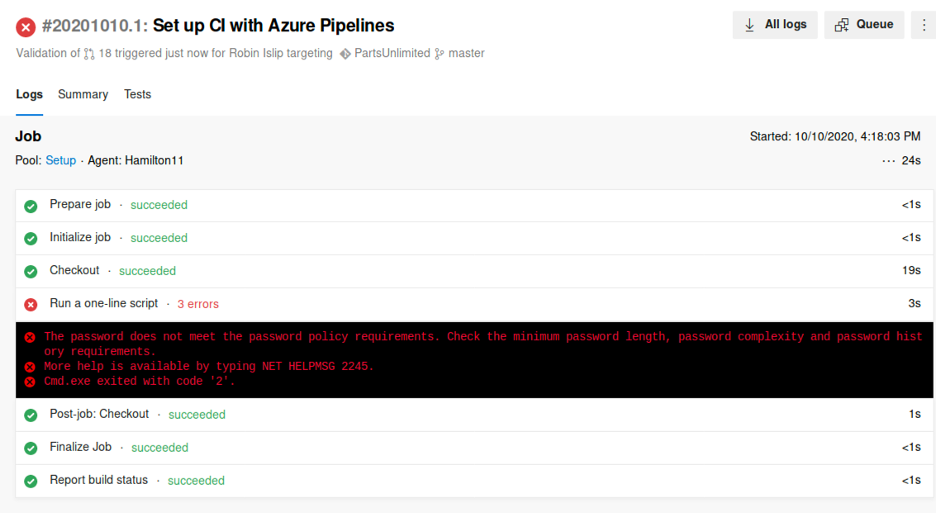 #20201010.1: Set up CI with Azure Pipelines
All logs
Queue
Validation of 18 triggered just now for Robin Islip targeting PartsUnlimited master
Logs Summary Tests
Job
Started: 10/10/2020, 4:18:03 PM
Pool: Setup · Agent: Hamilton11
··· 24s
Prepare job · succeeded <1s
Initialize job · succeeded <1s
Checkout · succeeded 19s
Run a one-line script · 3 errors 3s
The password does not meet the password policy requirements. Check the minimum password length, password complexity and password hist
ory requirements.
More help is available by typing NET HELPMSG 2245.
Cmd.exe exited with code '2'.
Post-job: Checkout · succeeded 1s
Finalize Job · succeeded <1s
Report build status · succeeded <1s